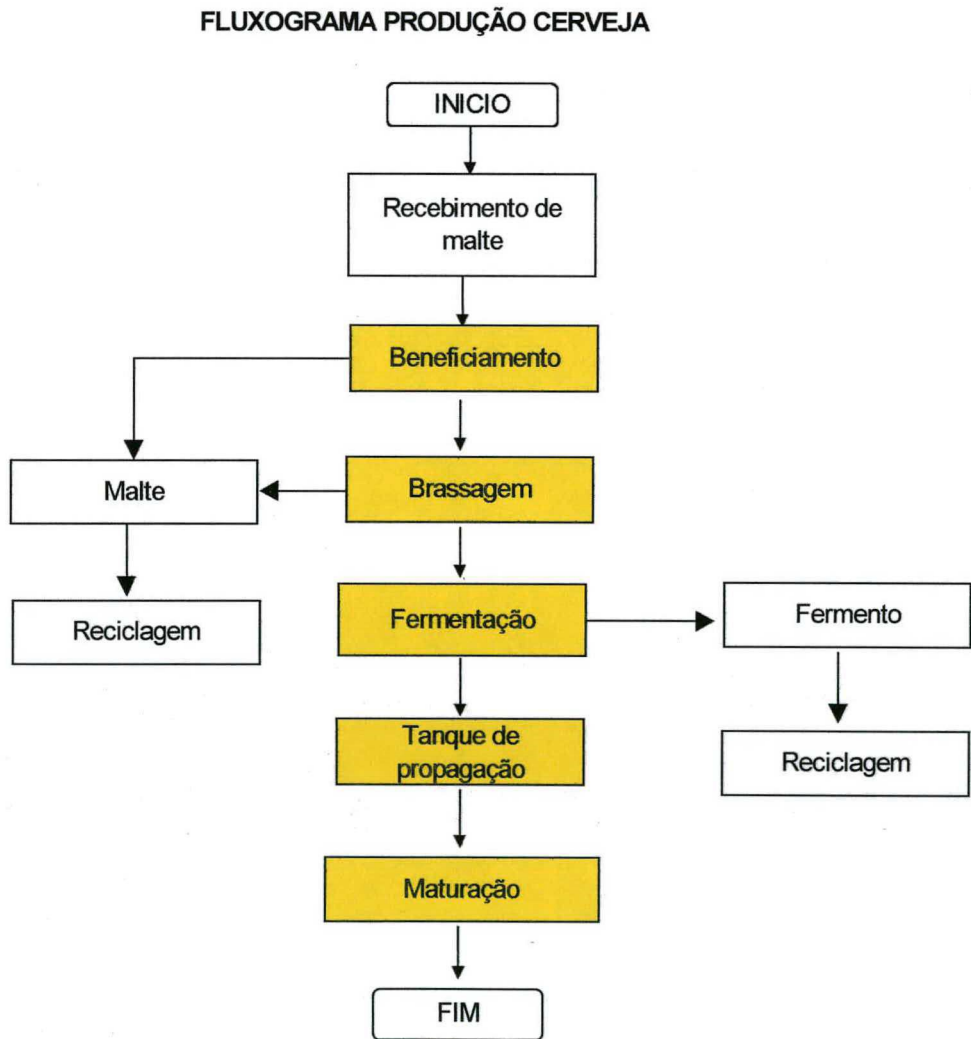 FLUXOGRAMA PRODUÇÃO CERVEJA
INICIO
Recebimento de
malte
Beneficiamento
Malte
Brassagem
Reciclagem
Fermentação
Fermento
Tanque de
propagação
Reciclagem
Maturação
FIM